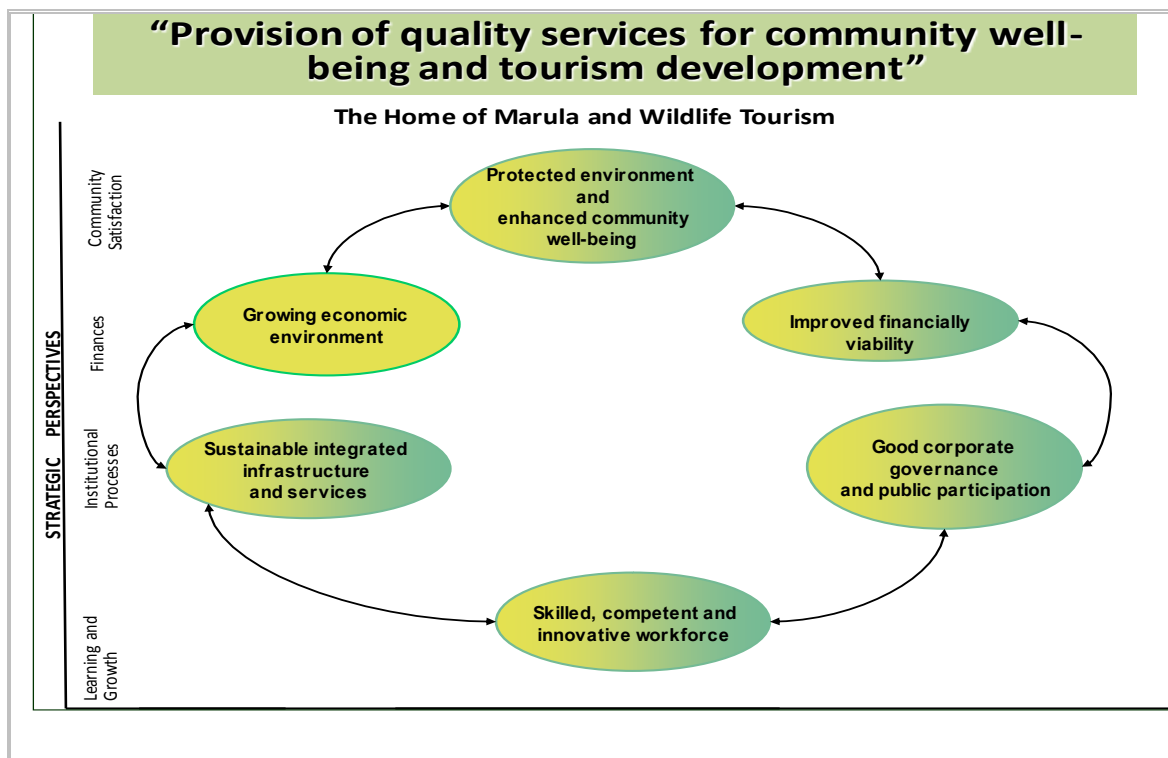 “Provision of quality services for community well-
being and tourism development”
The Home of Marula and Wildlife Tourism
STRATEGIC PERSPECTIVES
Community
Satisfaction
Finances
Institutional
Processes
Learning and
Growth
Protected environment
and
enhanced community
well-being
Growing economic
environment
Improved financially
viability
Sustainable integrated
infrastructure
and services
Good corporate
governance
and public participation
Skilled, competent and
innovative workforce